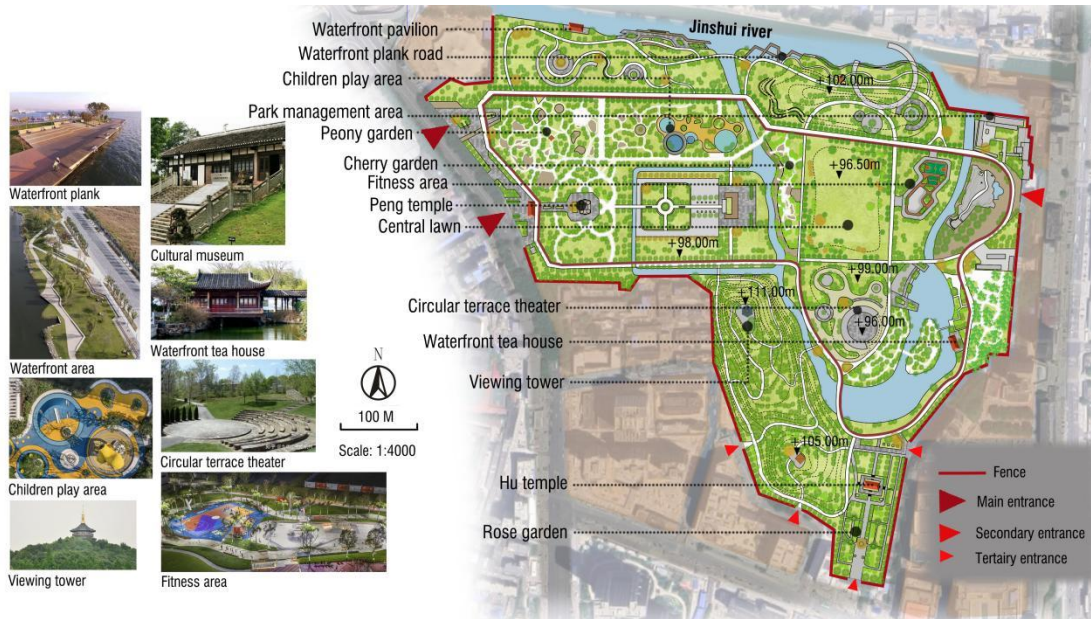 Waterfront plank
Cultural museum
Waterfront area
Waterfront tea house
Children play area
Circular terrace theater
Viewing tower
Fitness area
N
100 M
Scale: 1:4000
Waterfront pavilion
Waterfront plank road
Children play area
Park management area
Peony garden
Cherry garden
Fitness area
Peng temple
Central lawn
Circular terrace theater
Waterfront tea house
Viewing tower
Hu temple
Rose garden
Jinshui river
+102.00m
+96.50m
+98.00m
+99.00m
+111.00m
+96.00m
+105.00m
Fence
Main entrance
Secondary entrance
Tertairy entrance